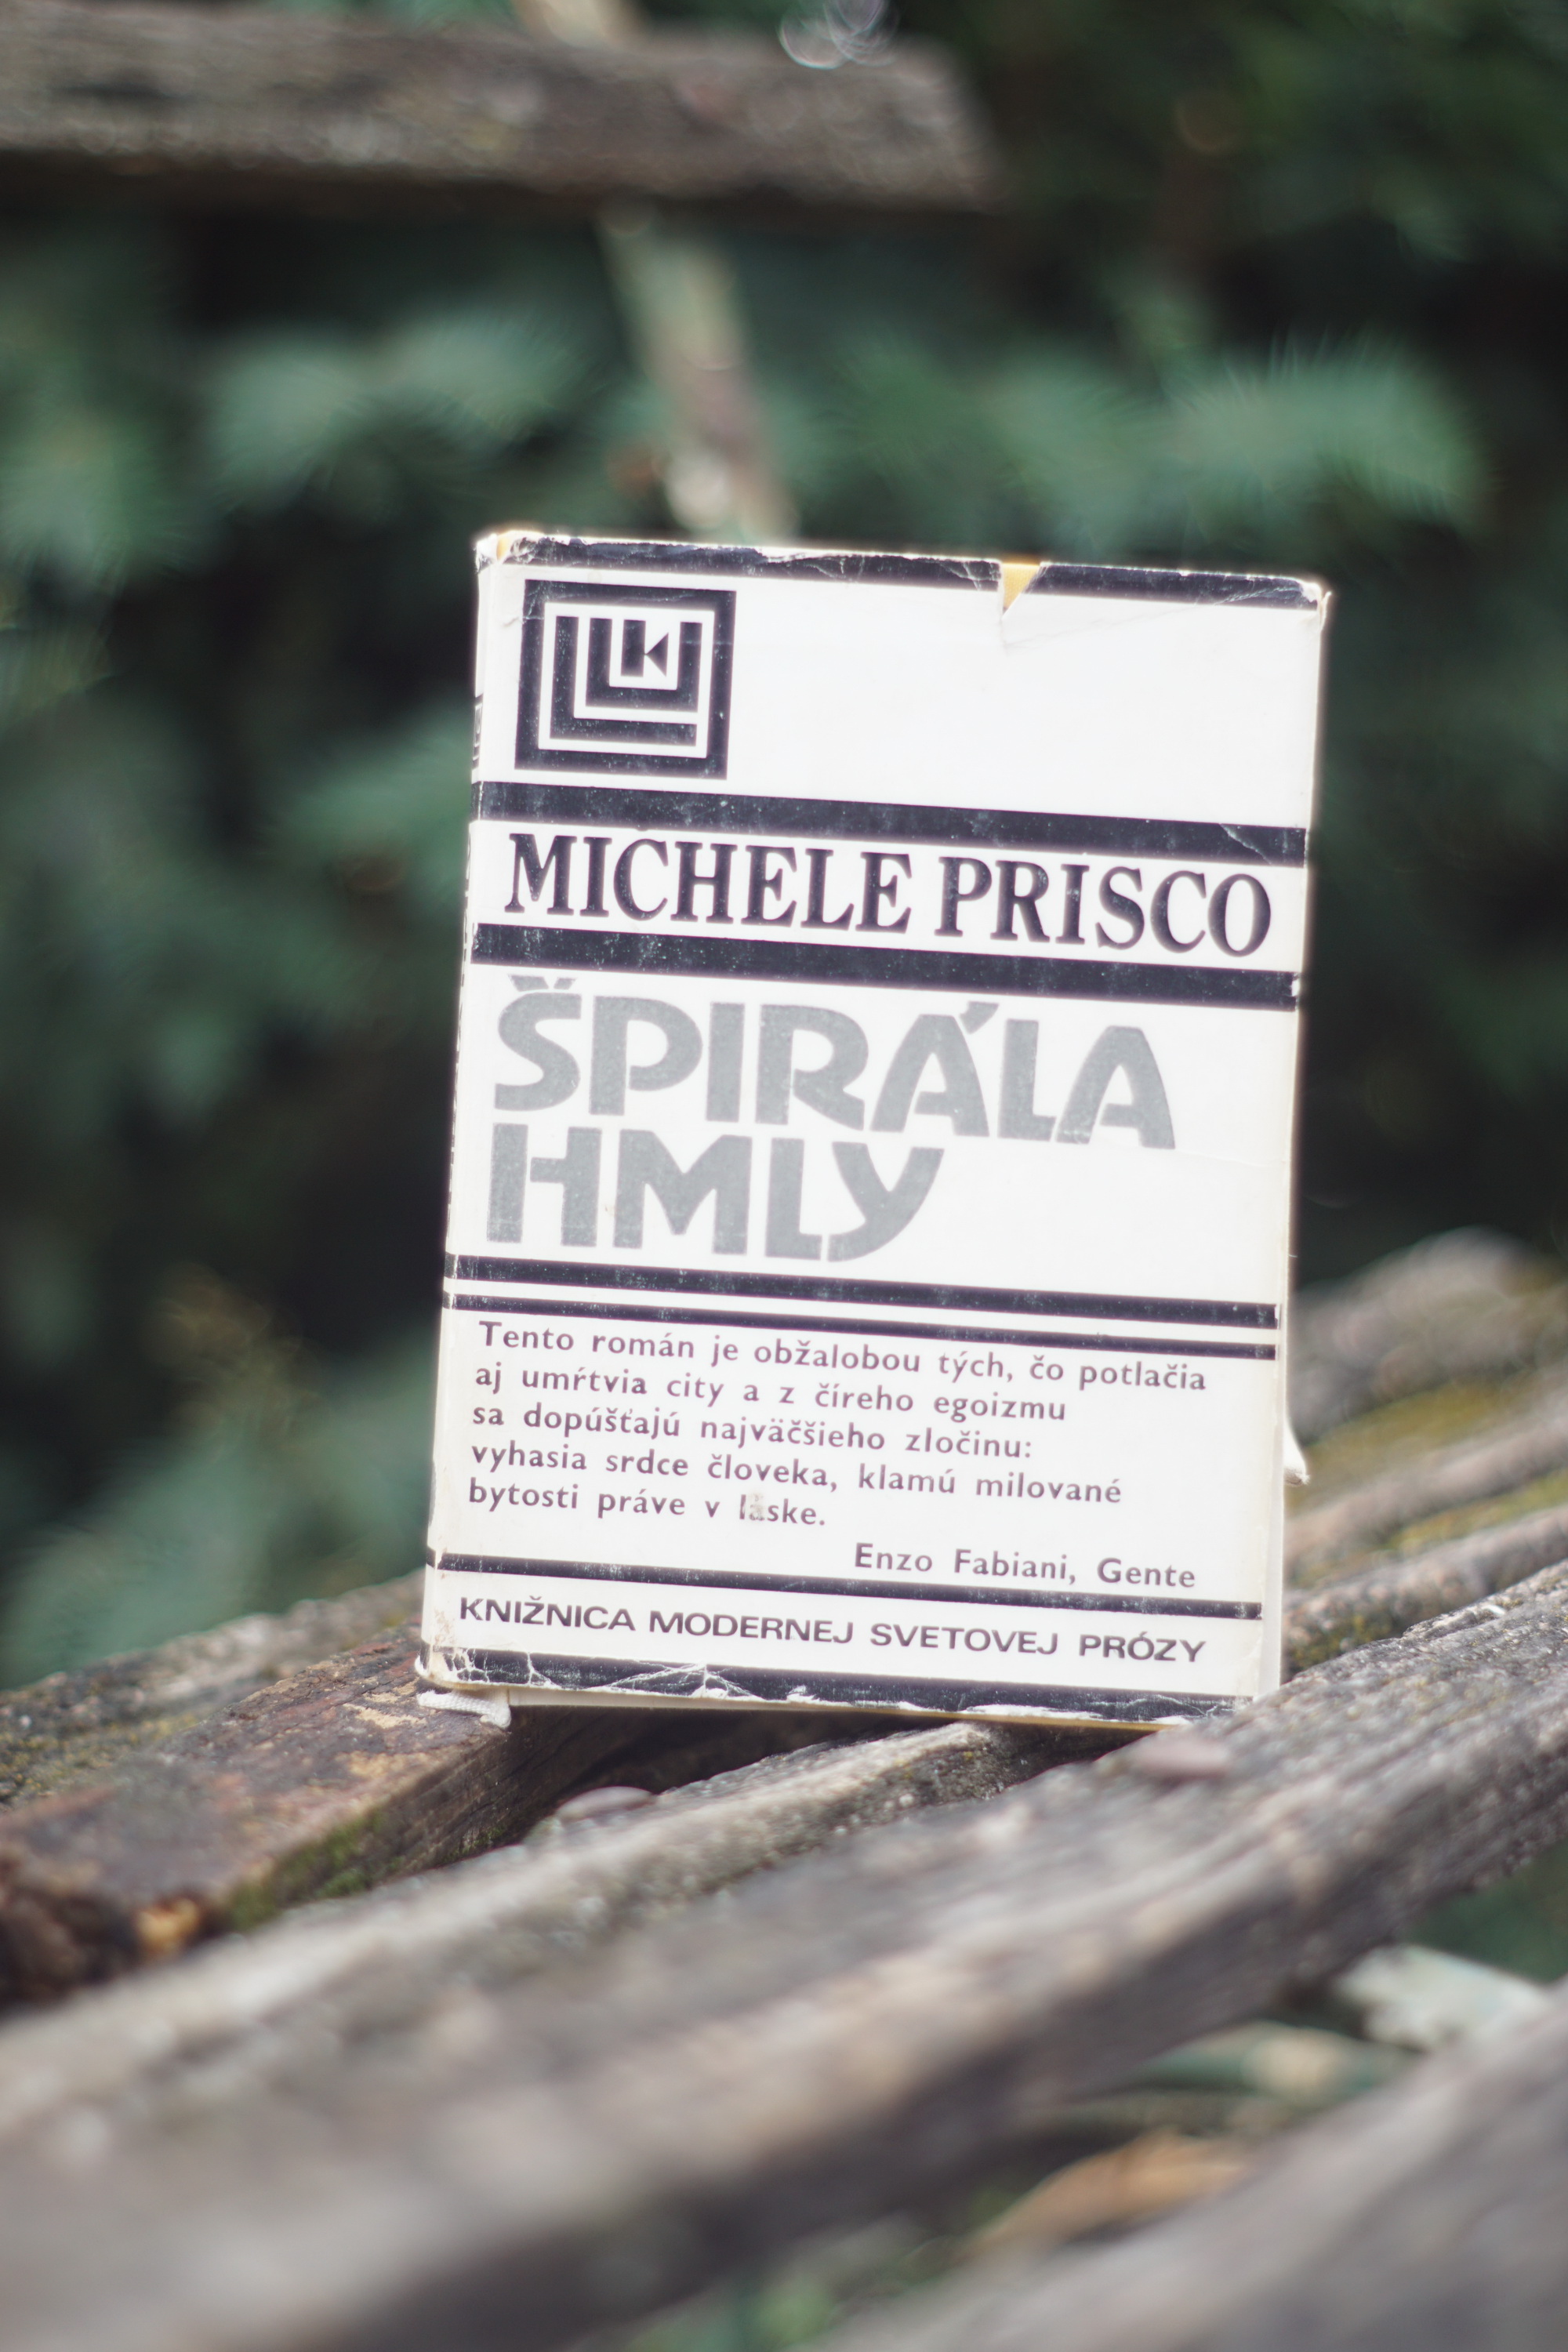 MICHELE PRISCO
ŠPIRÁLA
HMLY
Tento román je obžalobou tých, čo potlačia
aj umŕtvia city a z číreho egoizmu
sa dopúšťajú najväčšieho zločinu:
vyhasia srdce človeka, klamú milované
bytosti práve v láske.
Enzo Fabiani, Gente
KNIŽNICA MODERNEJ SVETOVEJ PRÓZY